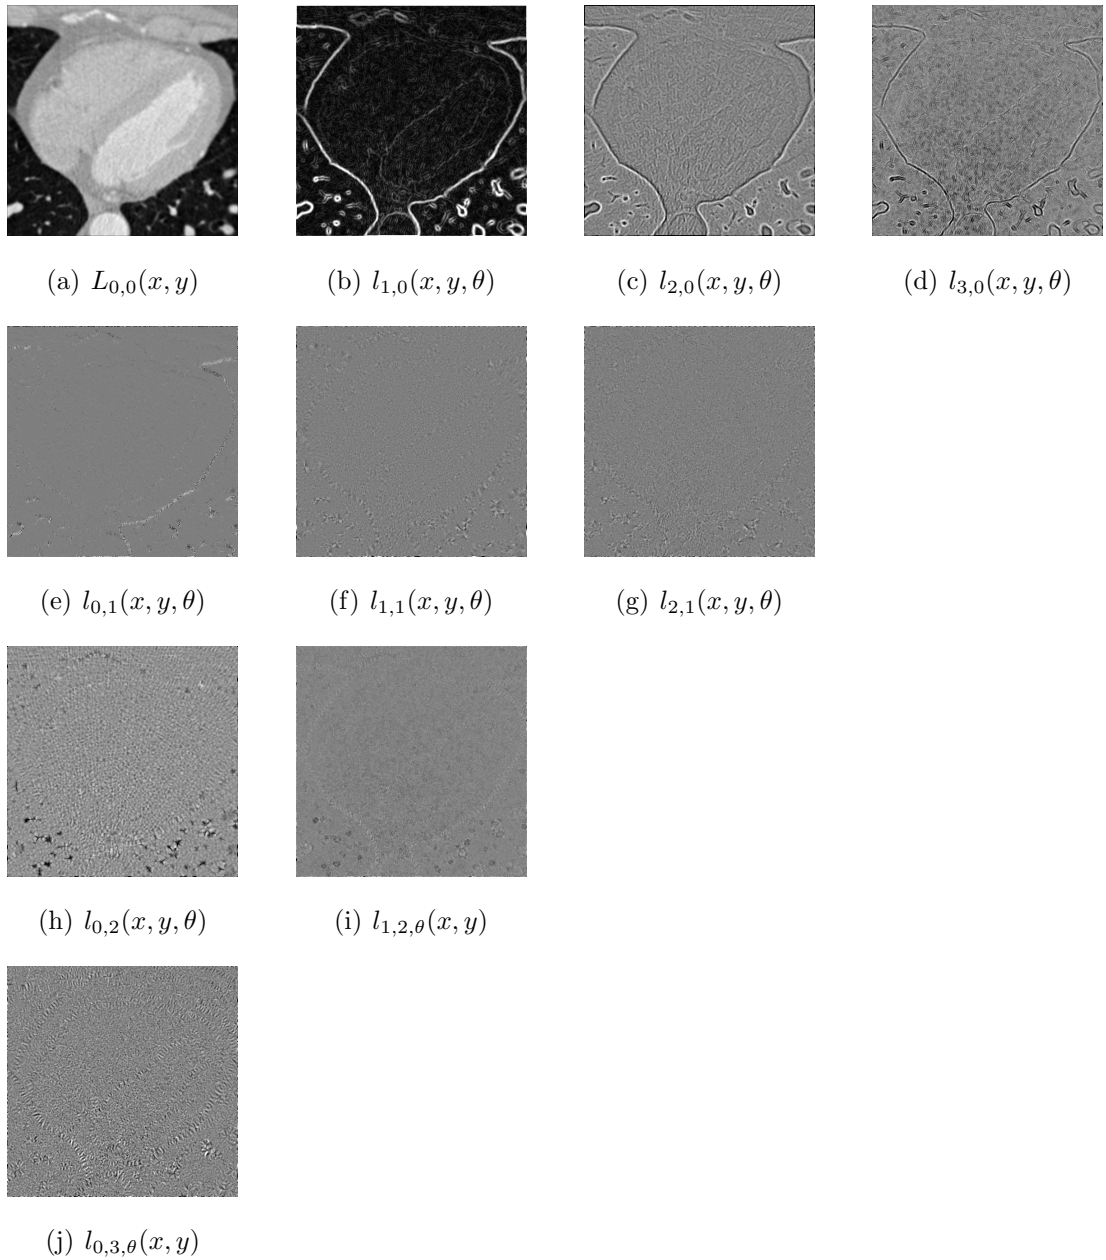 (a) L_{0,0}(x, y) (b) l_{1,0}(x, y, θ) (c) l_{2,0}(x, y, θ) (d) l_{3,0}(x, y, θ)
(e) l_{0,1}(x, y, θ) (f) l_{1,1}(x, y, θ) (g) l_{2,1}(x, y, θ)
(h) l_{0,2}(x, y, θ) (i) l_{1,2,θ}(x, y)
(j) l_{0,3,θ}(x, y)